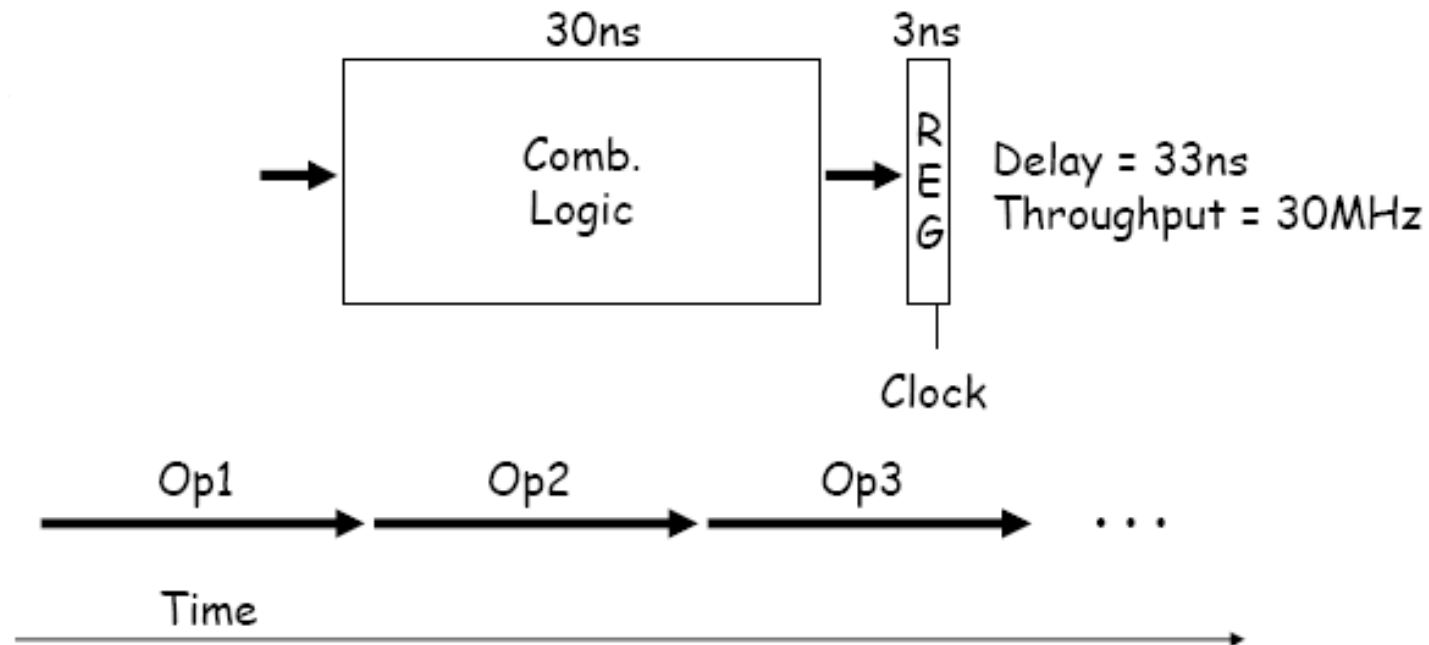 30ns
3ns
Comb.
Logic
R
E
G
Delay = 33ns
Throughput = 30MHz
Clock
Op1
Op2
Op3
· · ·
Time